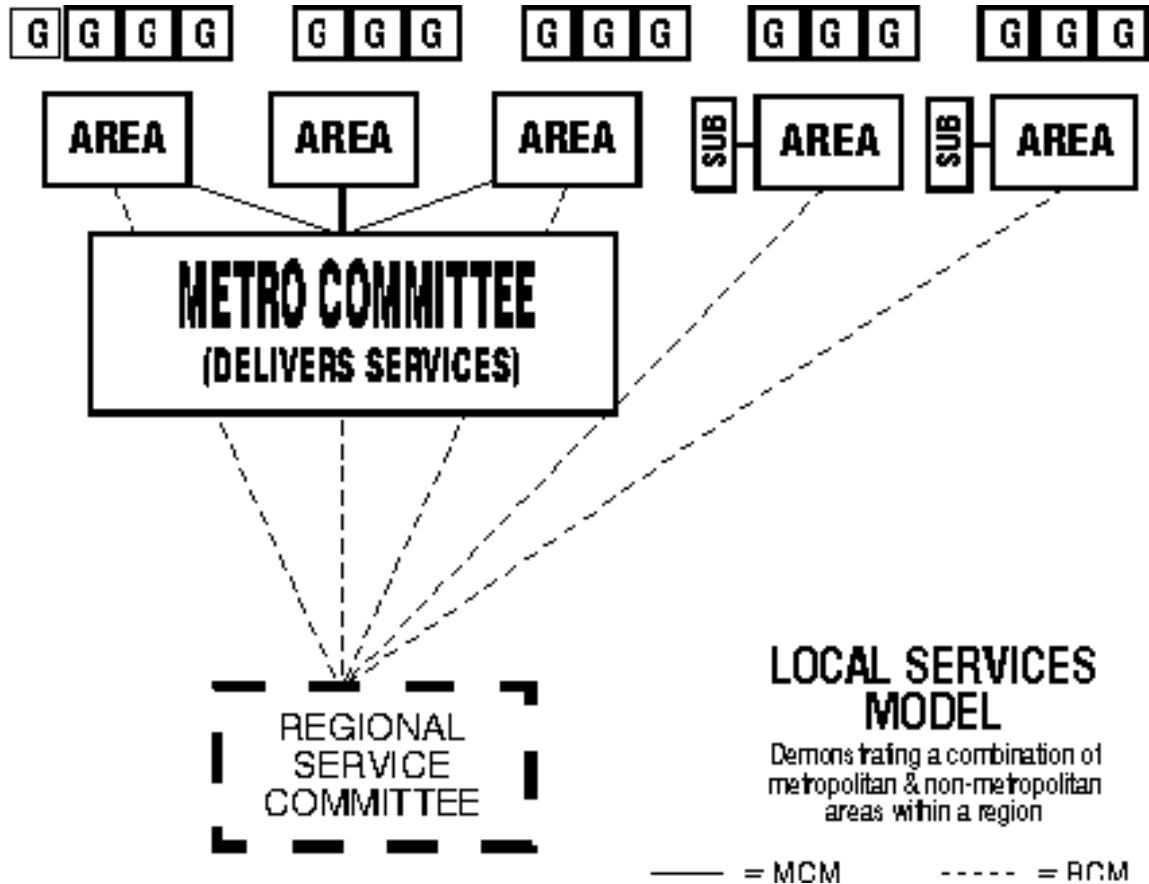 G G G G G G G G G G G G G G G G
AREA AREA AREA SUB AREA SUB AREA
METRO COMMITTEE
(DELIVERS SERVICES)
REGIONAL
SERVICE
COMMITTEE
LOCAL SERVICES
MODEL
Demonstrating a combination of
metropolitan & non-metropolitan
areas within a region
= MCM = RCM